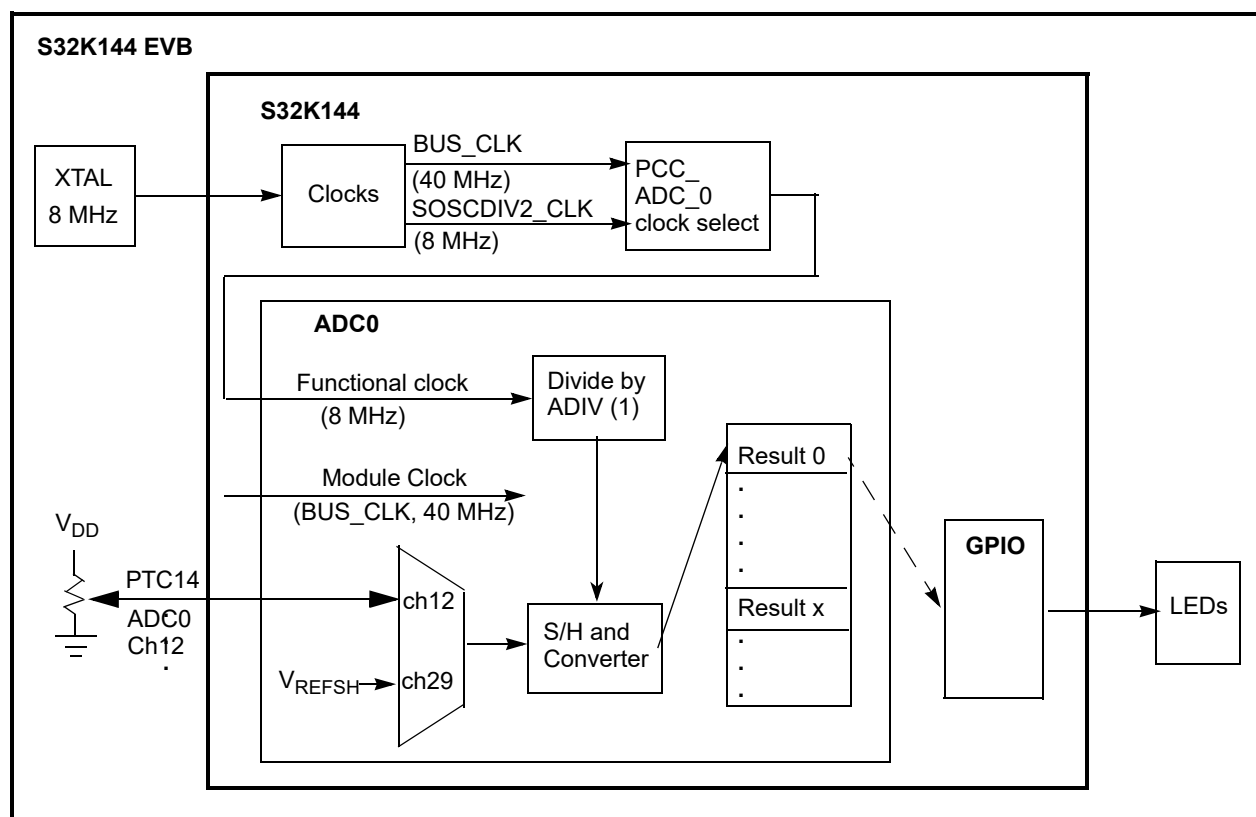 S32K144 EVB
S32K144
XTAL
8 MHz
Clocks
BUS_CLK
(40 MHz)
SOSCDIV2_CLK
(8 MHz)
PCC_
ADC_0
clock select
ADC0
Functional clock
(8 MHz)
Divide by
ADIV (1)
Module Clock
(BUS_CLK, 40 MHz)
VDD
PTC14
ADC0
Ch12
ch12
VREFSH
ch29
S/H and
Converter
Result 0
.
.
.
.
Result x
.
.
.
GPIO
LEDs